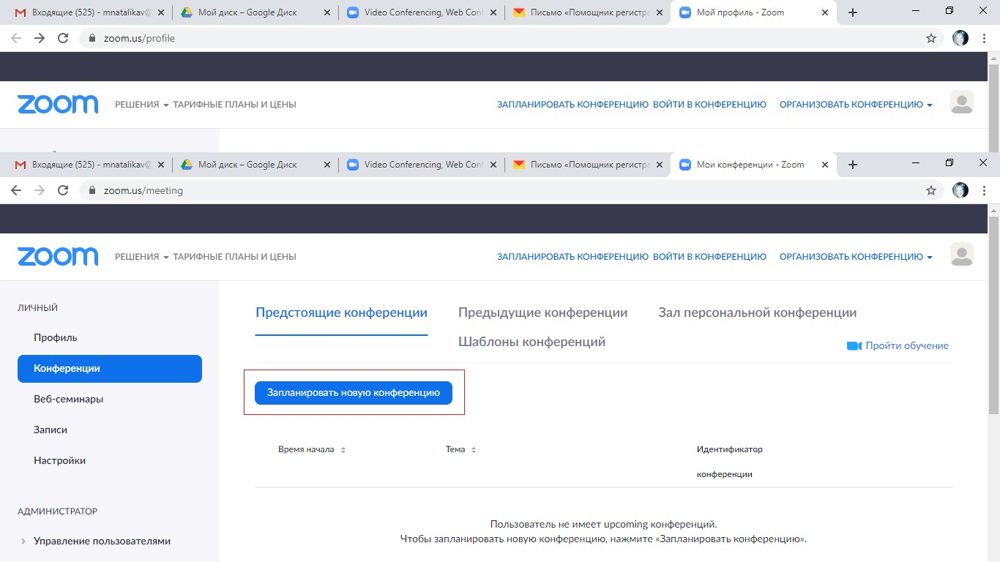 Входящие (525) - mnatalikav@
Мой диск – Google Диск
Video Conferencing, Web Conf
Письмо «Помощник регистра
Мой профиль - Zoom
zoom.us/profile
zoom
РЕШЕНИЯ
ТАРИФНЫЕ ПЛАНЫ И ЦЕНЫ
ЗАПЛАНИРОВАТЬ КОНФЕРЕНЦИЮ
ВОЙТИ В КОНФЕРЕНЦИЮ
ОРГАНИЗОВАТЬ КОНФЕРЕНЦИЮ
Входящие (525) - mnatalikav@
Мой диск – Google Диск
Video Conferencing, Web Conf
Письмо «Помощник регистра
Мои конференции - Zoom
zoom.us/meeting
zoom
РЕШЕНИЯ
ТАРИФНЫЕ ПЛАНЫ И ЦЕНЫ
ЗАПЛАНИРОВАТЬ КОНФЕРЕНЦИЮ
ВОЙТИ В КОНФЕРЕНЦИЮ
ОРГАНИЗОВАТЬ КОНФЕРЕНЦИЮ
ЛИЧНЫЙ
Профиль
Конференции
Веб-семинары
Записи
Настройки
АДМИНИСТРАТОР
Управление пользователями
Предстоящие конференции
Предыдущие конференции
Зал персональной конференции
Шаблоны конференций
Пройти обучение
Запланировать новую конференцию
Время начала
Тема
Идентификатор
конференции
Пользователь не имеет upcoming конференций.
Чтобы запланировать новую конференцию, нажмите «Запланировать конференцию».